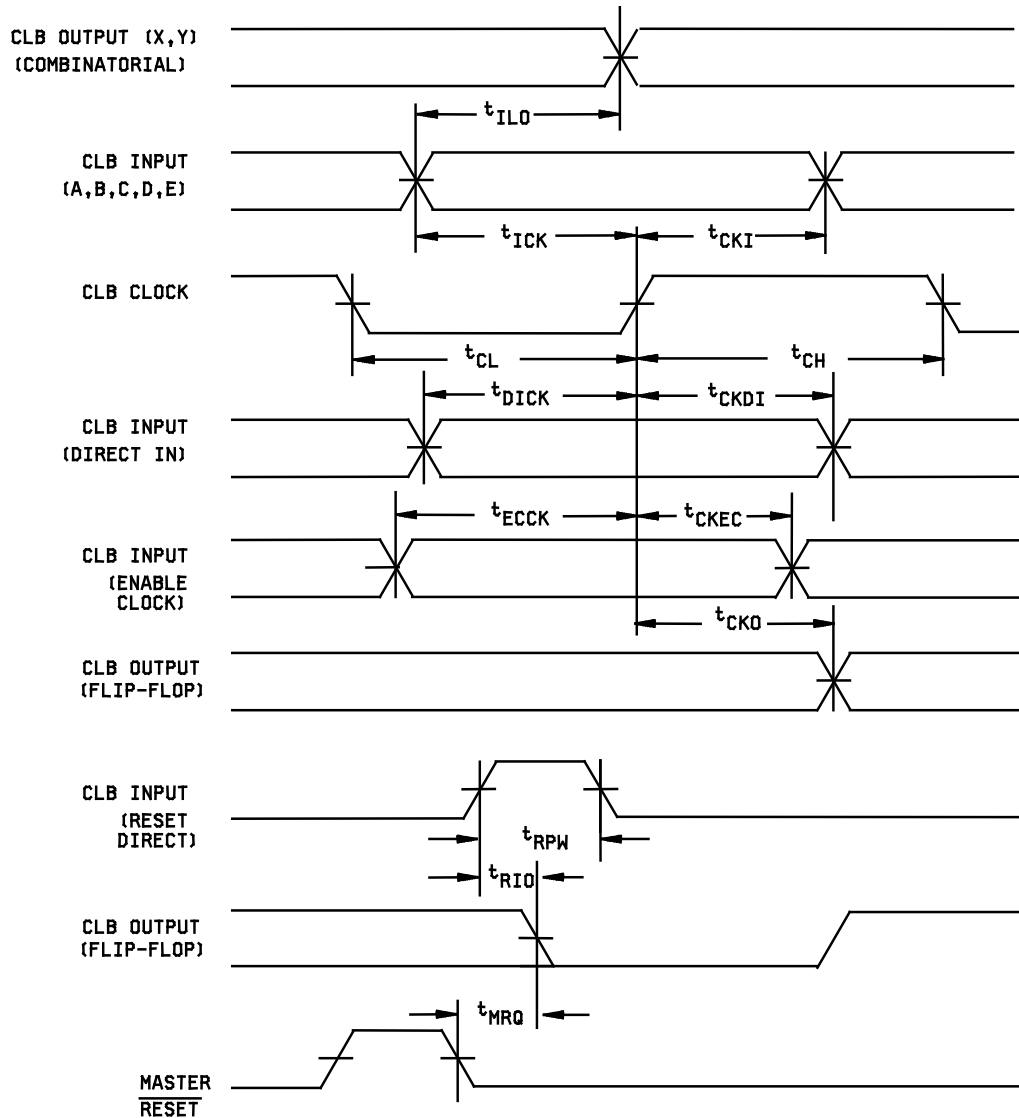 CLB OUTPUT (X,Y)
(COMBINATORIAL)
tILO
CLB INPUT
(A,B,C,D,E)
tICK
tCKI
CLB CLOCK
tCL
tCH
tDICK
tCKDI
CLB INPUT
(DIRECT IN)
tECCK
tCKEC
CLB INPUT
(ENABLE
CLOCK)
tCKO
CLB OUTPUT
(FLIP-FLOP)
CLB INPUT
(RESET
DIRECT)
tRPW
tRIO
CLB OUTPUT
(FLIP-FLOP)
tMRQ
MASTER
RESET